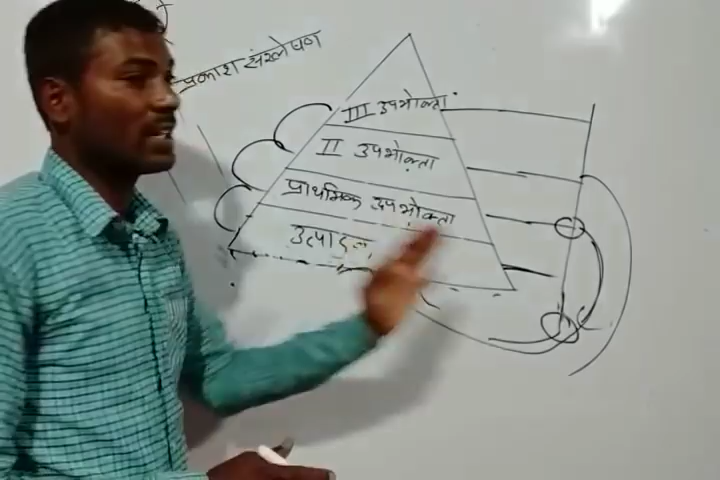 प्रकाश संश्लेषण
III उपभोक्ता
II उपभोक्ता
प्राथमिक उपभोक्ता
उत्पादन